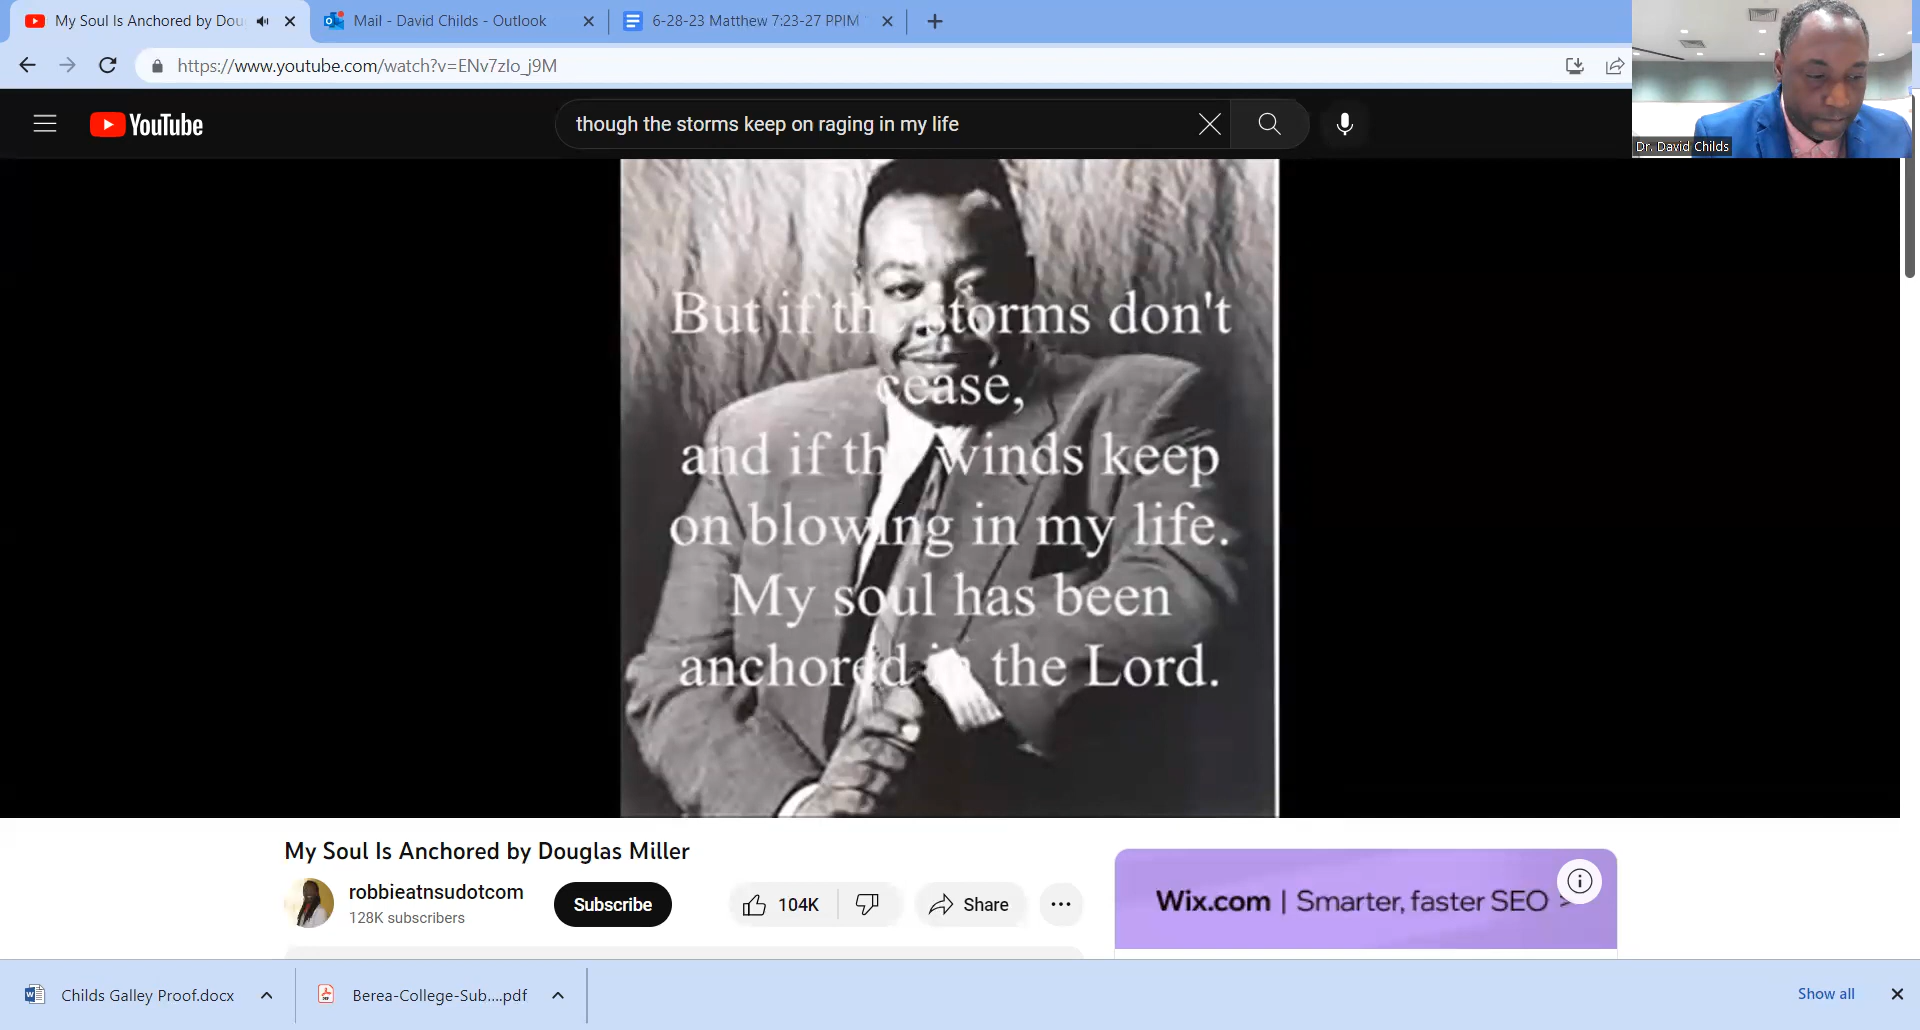 My Soul Is Anchored by Dou
Mail - David Childs - Outlook
6-28-23 Matthew 7:23-27 PPIM
https://www.youtube.com/watch?v=ENv7zIo_j9M
YouTube
though the storms keep on raging in my life
Dr. David Childs
But if the storms don't
cease,
and if the winds keep
on blowing in my life.
My soul has been
anchored in the Lord.
My Soul Is Anchored by Douglas Miller
robbieatnsudotcom
128K subscribers
Subscribe
104K
Share
Wix.com | Smarter, faster SEO >
Childs Galley Proof.docx
Berea-College-Sub....pdf
Show all